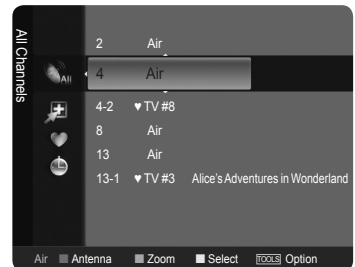 All Channels
2 Air
All
4 Air
4-2 ♥ TV #8
8 Air
13 Air
13-1 ♥ TV #3 Alice's Adventures in Wonderland
Air Antenna Zoom Select TOOLS Option